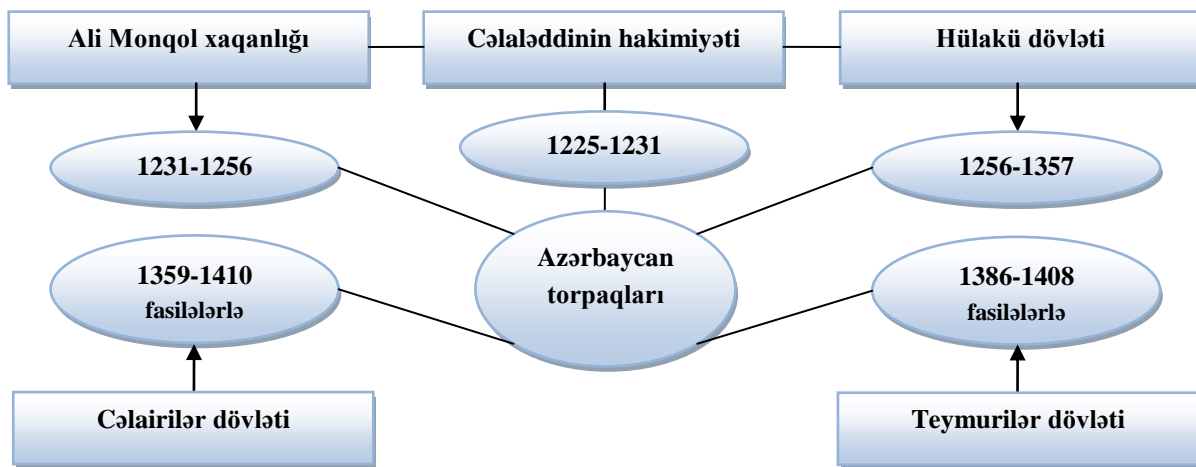 Ali Monqol xaqanlığı
Cəlaləddinin hakimiyəti
Hülakü dövləti
1231-1256
1225-1231
1256-1357
Azərbaycan
torpaqları
1359-1410
fasilələrlə
1386-1408
fasilələrlə
Cəlairilər dövləti
Teymurilər dövləti